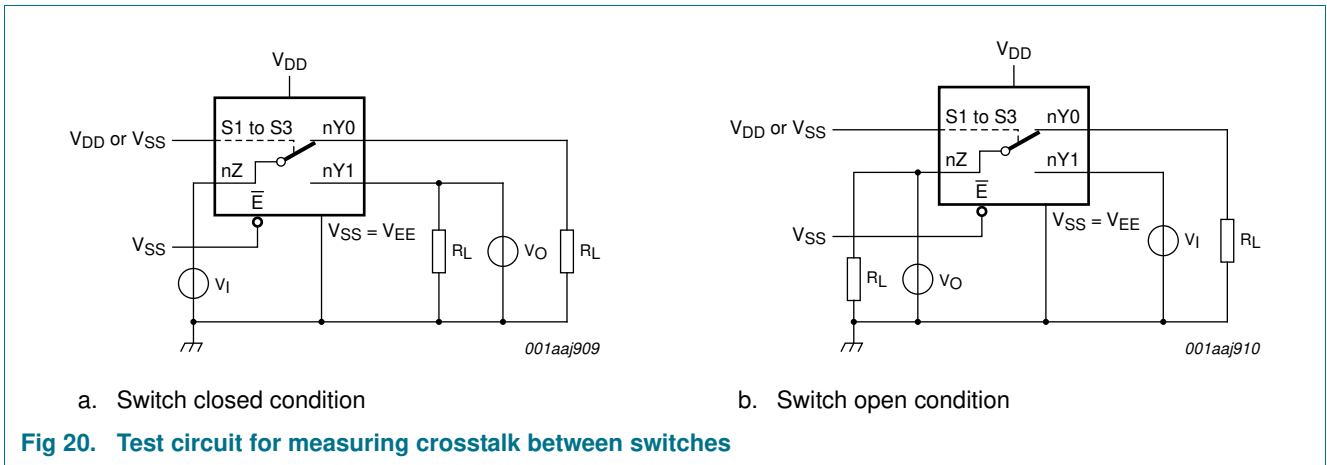 VDD
VDD or VSS
S1 to S3
nY0
nZ
nY1
E
VSS
VSS = VEE
RL
VO
RL
VI
001aaj909
VDD
VDD or VSS
S1 to S3
nY0
nZ
nY1
E
VSS
VSS = VEE
VI
RL
RL
VO
001aaj910
a. Switch closed condition
b. Switch open condition
Fig 20. Test circuit for measuring crosstalk between switches